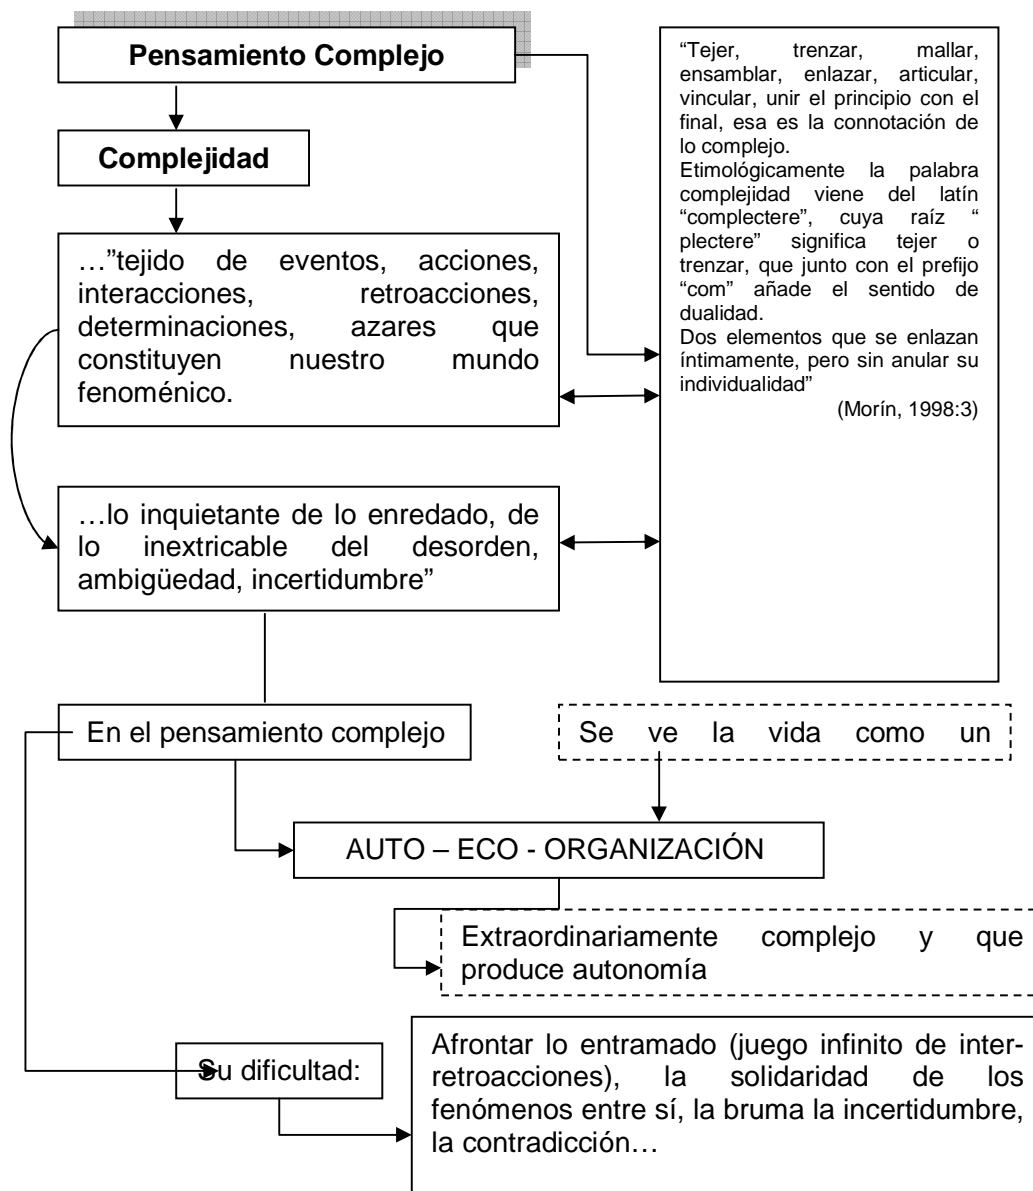 Pensamiento Complejo
Complejidad
…”tejido de eventos, acciones,
interacciones, retroacciones,
determinaciones, azares que
constituyen nuestro mundo
fenoménico.
…lo inquietante de lo enredado, de
lo inextricable del desorden,
ambigüedad, incertidumbre”
“Tejer, trenzar, mallar,
ensamblar, enlazar, articular,
vincular, unir el principio con el
final, esa es la connotación de
lo complejo.
Etimológicamente la palabra
complejidad viene del latín
“complectere”, cuya raíz “
plectere” significa tejer o
trenzar, que junto con el prefijo
“com” añade el sentido de
dualidad.
Dos elementos que se enlazan
íntimamente, pero sin anular su
individualidad”
(Morín, 1998:3)
En el pensamiento complejo
Se ve la vida como un
AUTO – ECO - ORGANIZACIÓN
Extraordinariamente complejo y que
produce autonomía
Su dificultad:
Afrontar lo entramado (juego infinito de inter-
retroacciones), la solidaridad de los
fenómenos entre sí, la bruma la incertidumbre,
la contradicción…